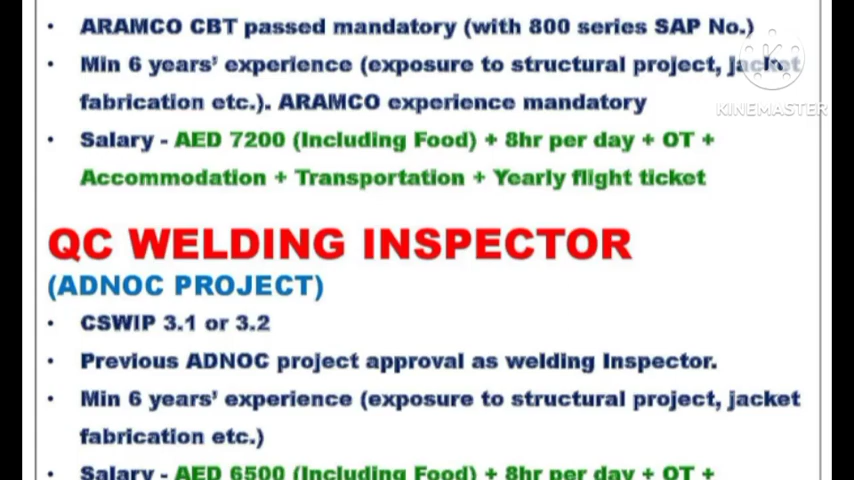 • ARAMCO CBT passed mandatory (with 800 series SAP No.)
• Min 6 years' experience (exposure to structural project, jacket
fabrication etc.). ARAMCO experience mandatory
• Salary - AED 7200 (Including Food) + 8hr per day + OT +
Accommodation + Transportation + Yearly flight ticket
QC WELDING INSPECTOR
(ADNOC PROJECT)
• CSWIP 3.1 or 3.2
• Previous ADNOC project approval as welding Inspector.
• Min 6 years' experience (exposure to structural project, jacket
fabrication etc.)
• Salary - AED 6500 (Including Food) + 8hr per day + OT +
K
KINEMASTER